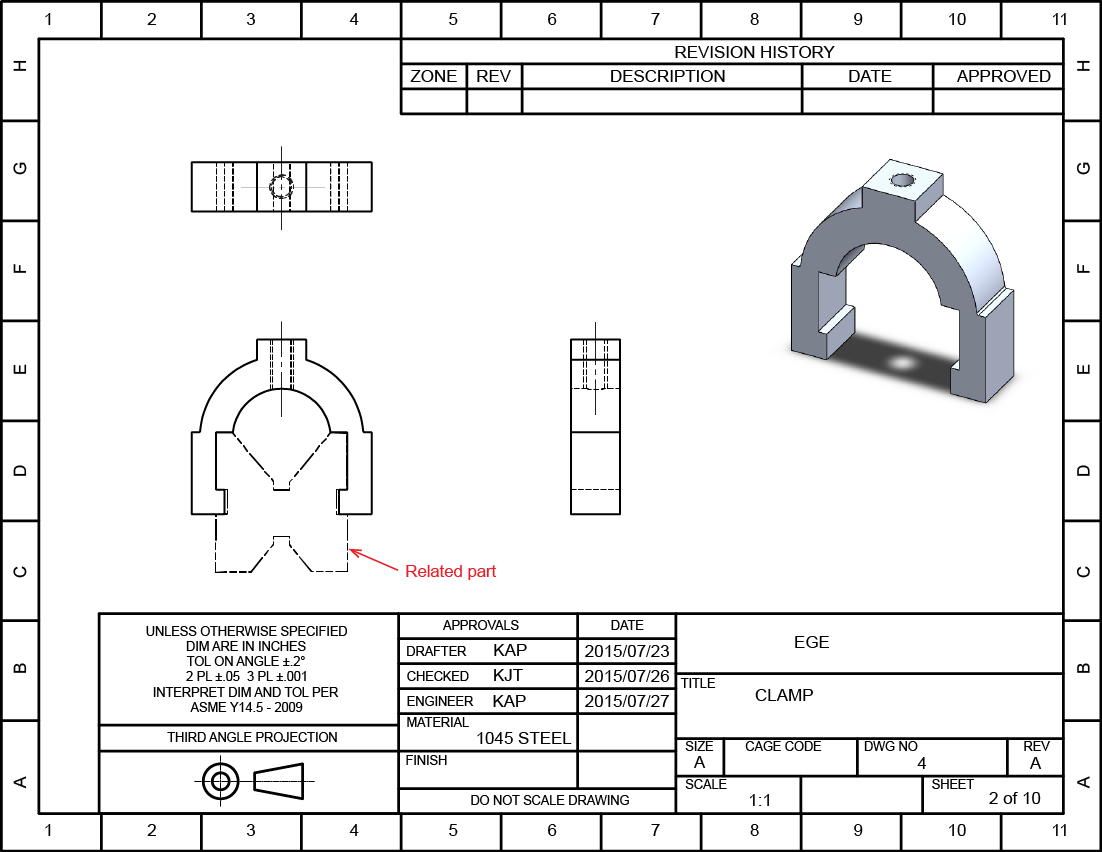 1 2 3 4 5 6 7 8 9 10 11
H REVISION HISTORY H
ZONE REV DESCRIPTION DATE APPROVED
G G
F F
E E
D D
C C
Related part
UNLESS OTHERWISE SPECIFIED
DIM ARE IN INCHES
TOL ON ANGLE ±.2°
2 PL ±.05 3 PL ±.001
INTERPRET DIM AND TOL PER
ASME Y14.5 - 2009
THIRD ANGLE PROJECTION
APPROVALS DATE
DRAFTER KAP 2015/07/23
CHECKED KJT 2015/07/26
ENGINEER KAP 2015/07/27
MATERIAL
1045 STEEL
FINISH
DO NOT SCALE DRAWING
EGE
TITLE
CLAMP
SIZE
A
CAGE CODE
DWG NO
4
REV
A
SCALE
1:1
SHEET
2 of 10
B B
A A
1 2 3 4 5 6 7 8 9 10 11